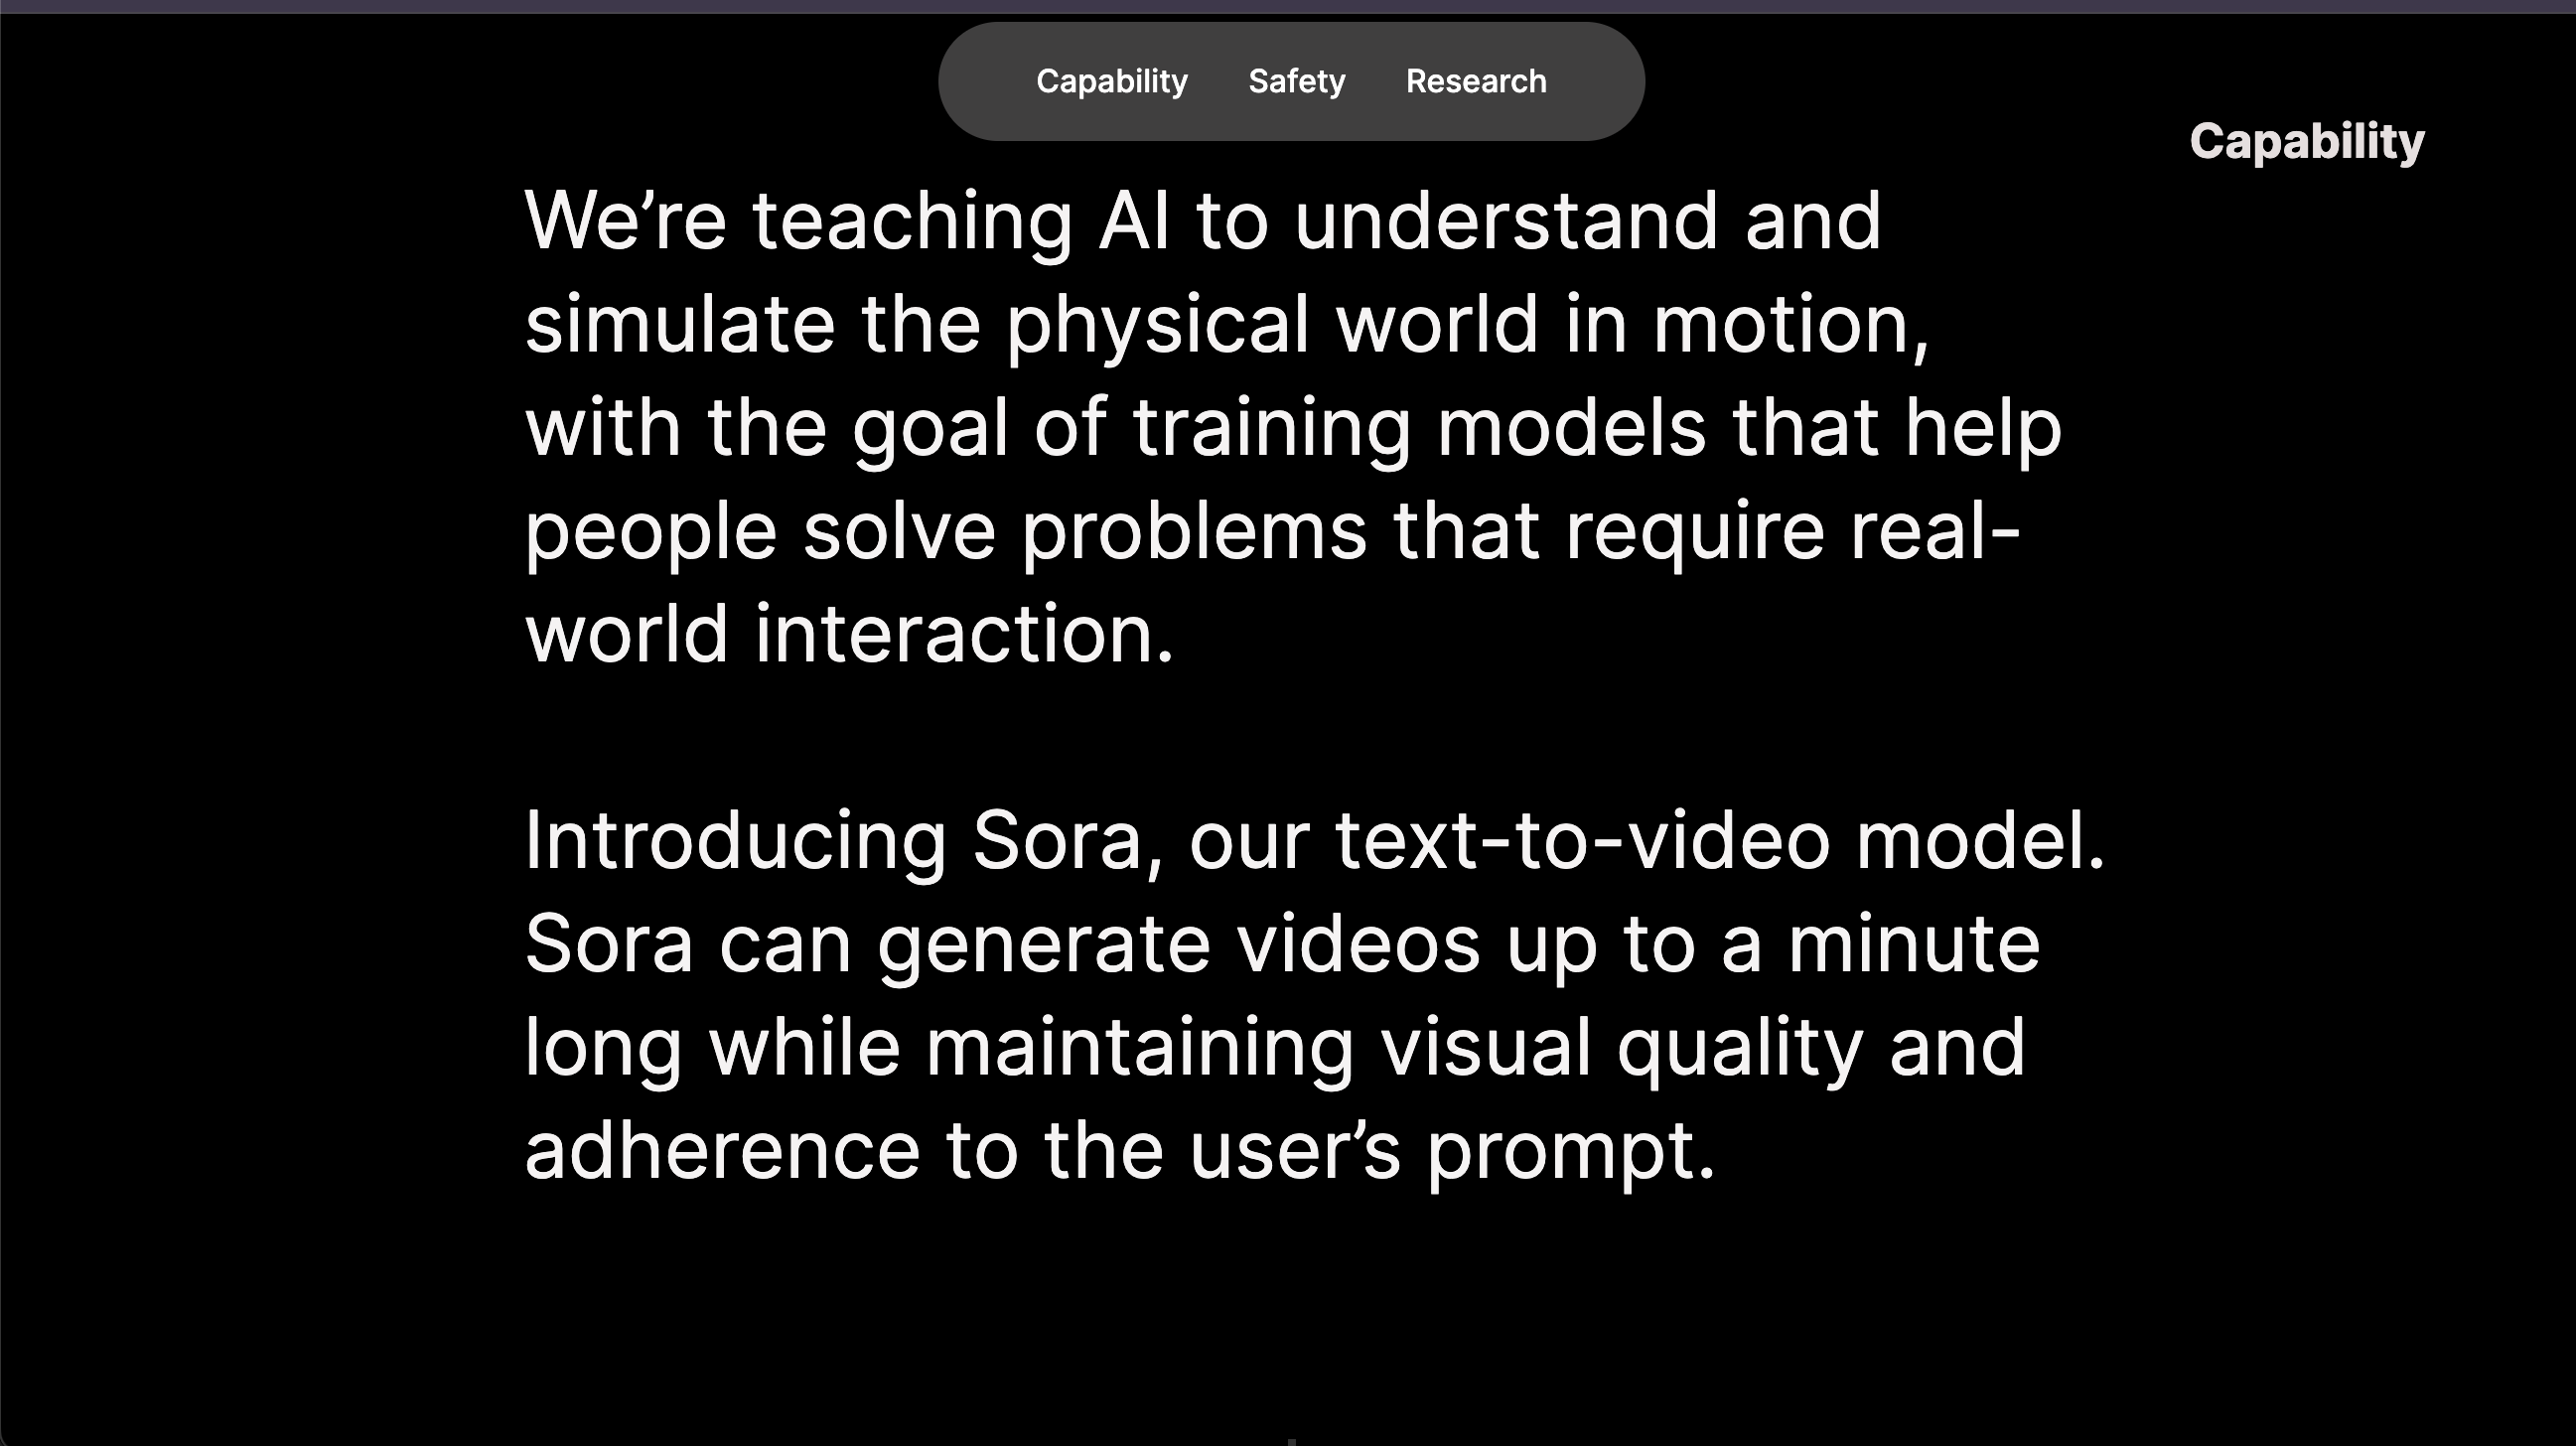 Capability Safety Research
Capability
We’re teaching AI to understand and
simulate the physical world in motion,
with the goal of training models that help
people solve problems that require real-
world interaction.
Introducing Sora, our text-to-video model.
Sora can generate videos up to a minute
long while maintaining visual quality and
adherence to the user’s prompt.